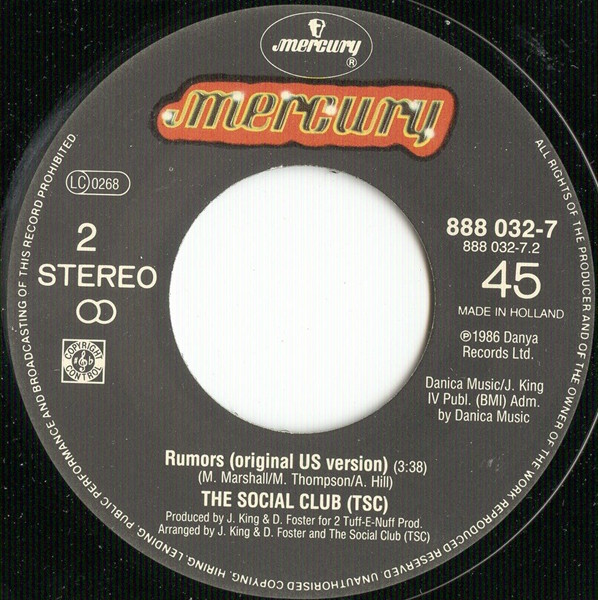 mercury
®
mercury
LC 0268
2
STEREO
COPYRIGHT
CONTROL
888 032-7
888 032-7.2
45
MADE IN HOLLAND
℗1986 Danya
Records Ltd.
Danica Music/J. King
IV Publ. (BMI) Adm.
by Danica Music
Rumors (original US version) (3:38)
(M. Marshall/M. Thompson/A. Hill)
THE SOCIAL CLUB (TSC)
Produced by J. King & D. Foster for 2 Tuff-E-Nuff Prod.
Arranged by J. King & D. Foster and The Social Club (TSC)
ALL RIGHTS OF THE PRODUCER AND OF THE OWNER OF THE WORK REPRODUCED RESERVED. UNAUTHORISED COPYING, HIRING, LENDING, PUBLIC PERFORMANCE AND BROADCASTING OF THIS RECORD PROHIBITED.